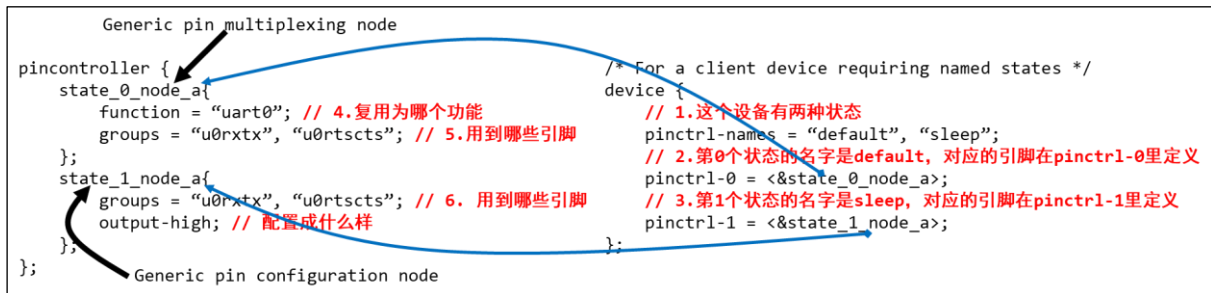 Generic pin multiplexing node
pincontroller {
state_0_node_a{
function = “uart0”; // 4.复用为哪个功能
groups = “u0rxtx”, “u0rtscts”; // 5.用到哪些引脚
};
state_1_node_a{
groups = “u0rxtx”, “u0rtscts”; // 6. 用到哪些引脚
output-high; // 配置成什么样
};
};
Generic pin configuration node
/* For a client device requiring named states */
device {
// 1.这个设备有两种状态
pinctrl-names = “default”, “sleep”;
// 2.第0个状态的名字是default, 对应的引脚在pinctrl-0里定义
pinctrl-0 = <&state_0_node_a>;
// 3.第1个状态的名字是sleep, 对应的引脚在pinctrl-1里定义
pinctrl-1 = <&state_1_node_a>;
};